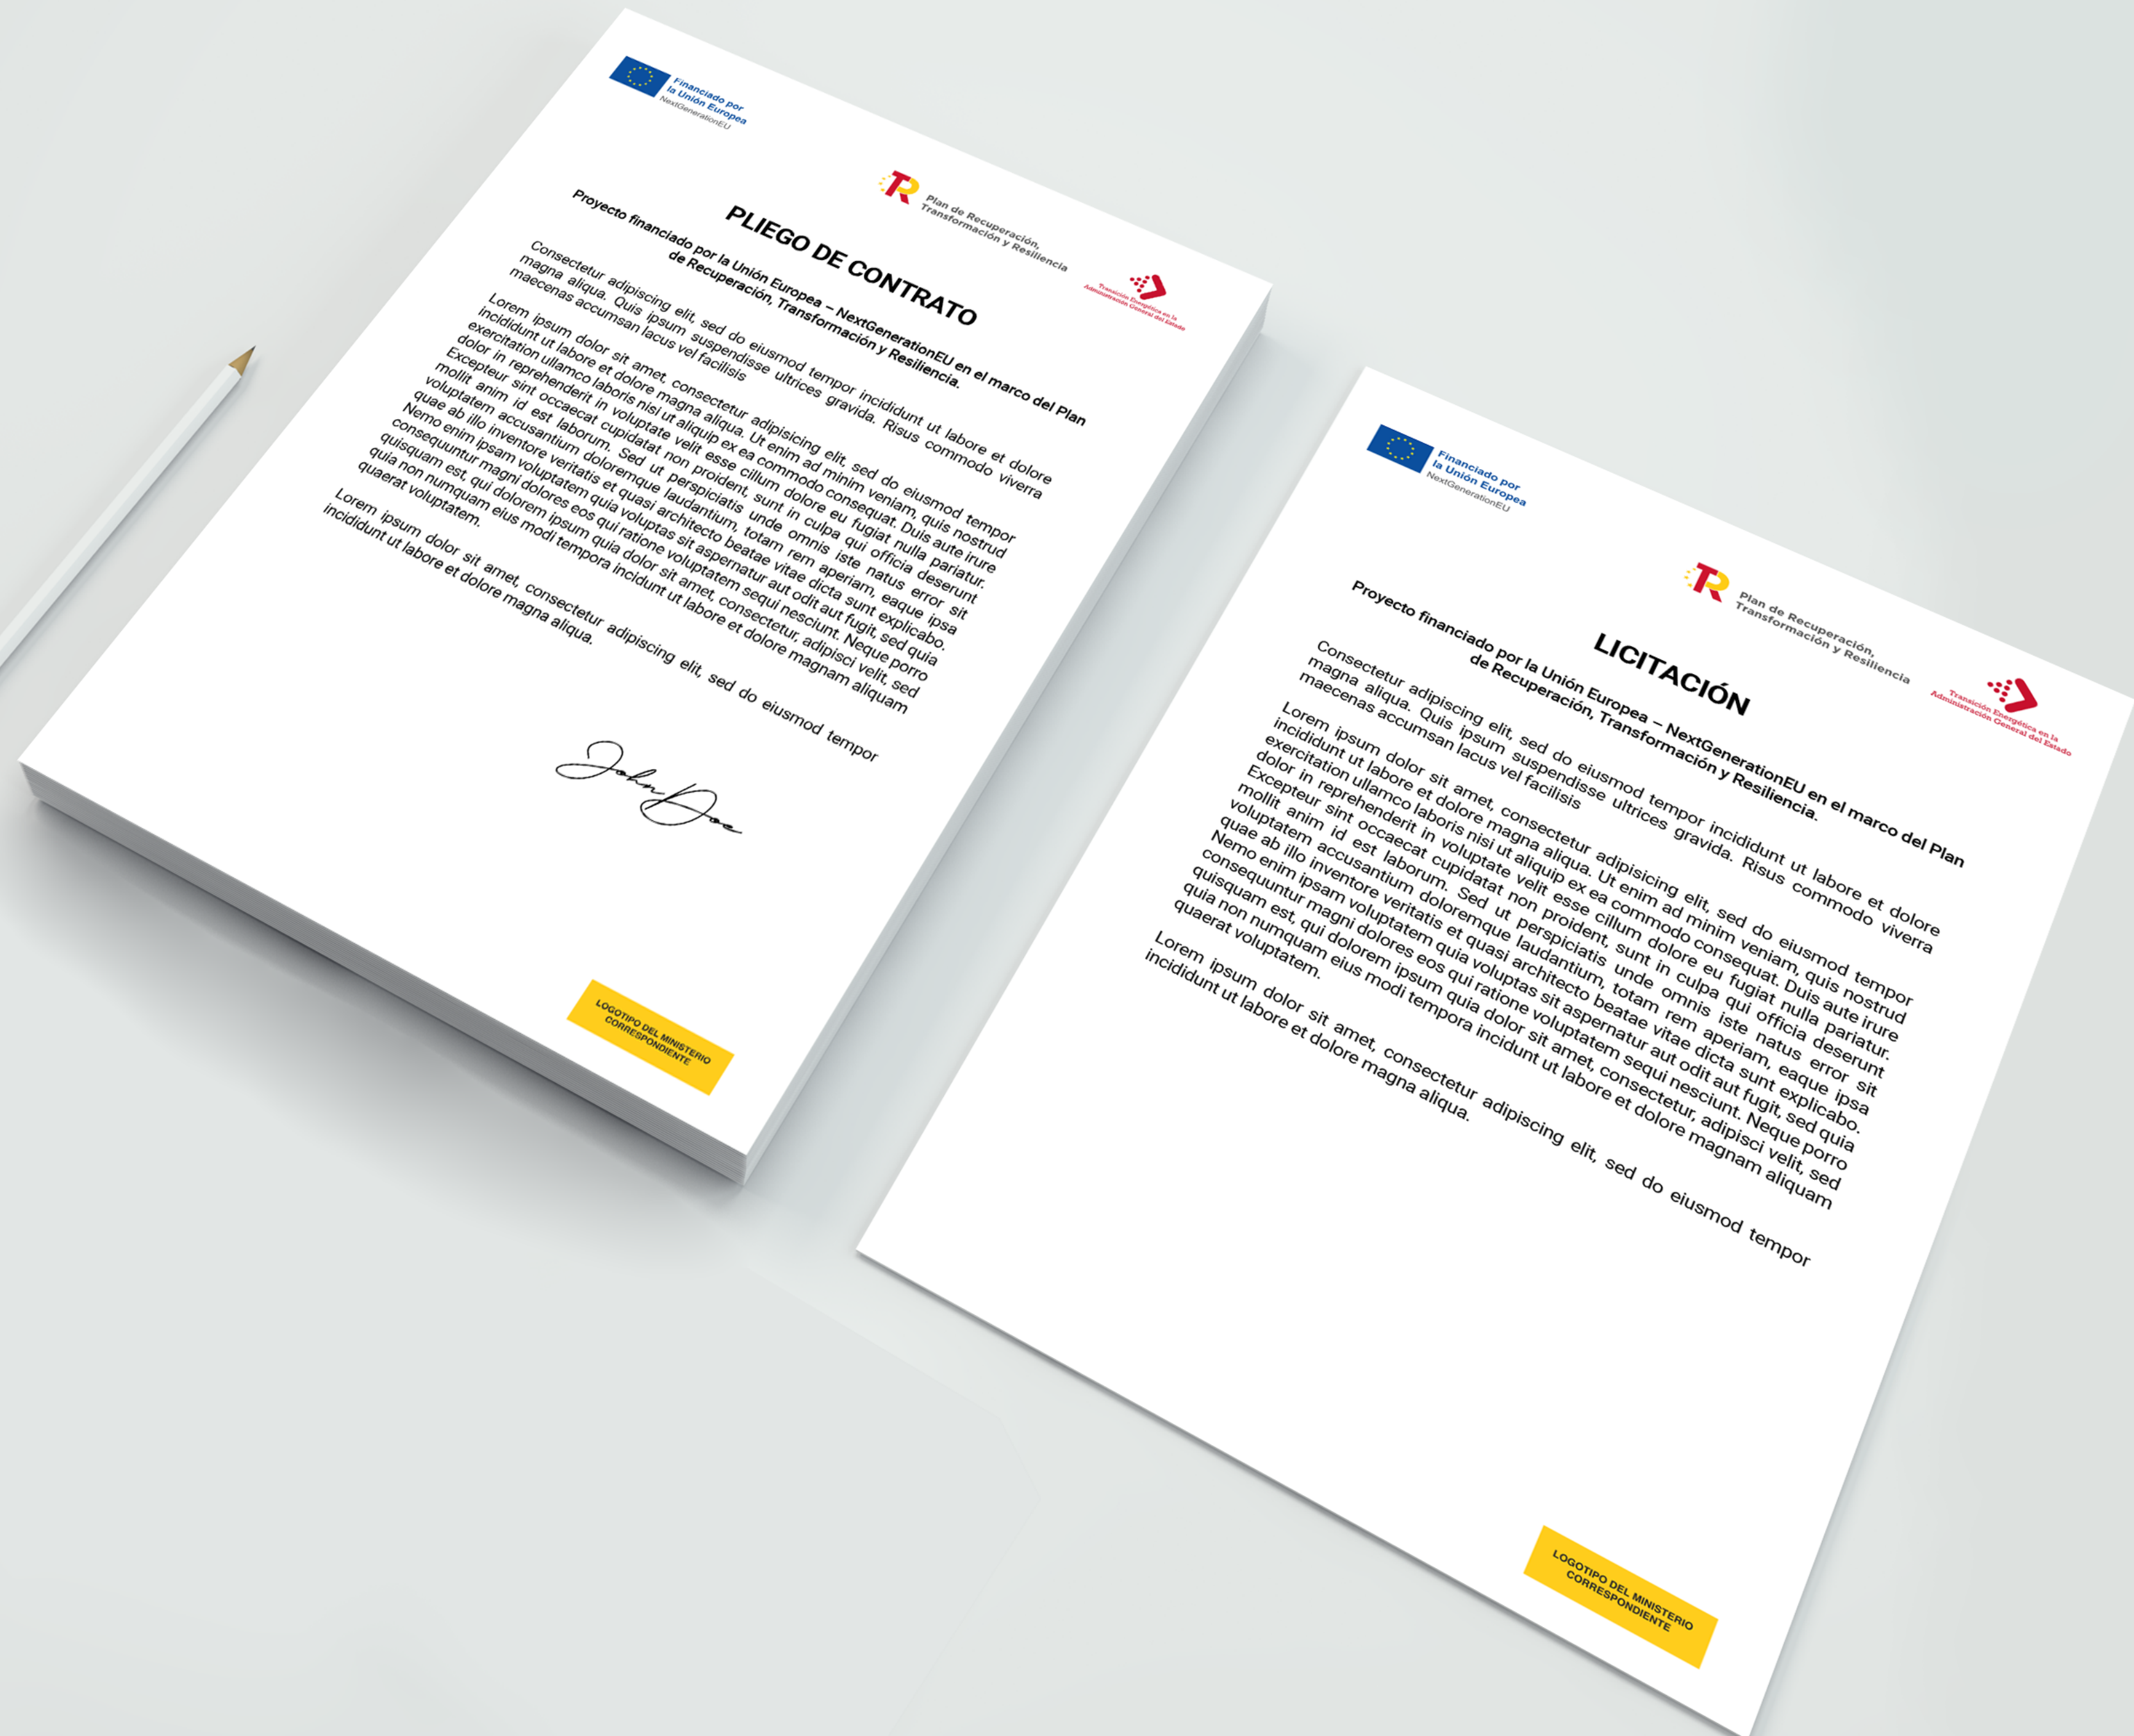 Financiado por
la Unión Europea
NextGenerationEU
Plan de Recuperación,
Transformación y Resiliencia
Transición Energética en la
Administración General del Estado
PLIEGO DE CONTRATO
Proyecto financiado por la Unión Europea – NextGenerationEU en el marco del Plan
de Recuperación, Transformación y Resiliencia.
Consectetur adipiscing elit, sed do eiusmod tempor incididunt ut labore et dolore
magna aliqua. Quis ipsum suspendisse ultrices gravida. Risus commodo viverra
maecenas accumsan lacus vel facilisis
Lorem ipsum dolor sit amet, consectetur adipisicing elit, sed do eiusmod tempor
incididunt ut labore et dolore magna aliqua. Ut enim ad minim veniam, quis nostrud
exercitation ullamco laboris nisi ut aliquip ex ea commodo consequat. Duis aute irure
dolor in reprehenderit in voluptate velit esse cillum dolore eu fugiat nulla pariatur.
Excepteur sint occaecat cupidatat non proident, sunt in culpa qui officia deserunt
mollit anim id est laborum. Sed ut perspiciatis unde omnis iste natus error sit
voluptatem accusantium doloremque laudantium, totam rem aperiam, eaque ipsa
quae ab illo inventore veritatis et quasi architecto beatae vitae dicta sunt explicabo.
Nemo enim ipsam voluptatem quia voluptas sit aspernatur aut odit aut fugit, sed quia
consequuntur magni dolores eos qui ratione voluptatem sequi nesciunt. Neque porro
quisquam est, qui dolorem ipsum quia dolor sit amet, consectetur, adipisci velit, sed
quia non numquam eius modi tempora incidunt ut labore et dolore magnam aliquam
quaerat voluptatem.
Lorem ipsum dolor sit amet, consectetur adipiscing elit, sed do eiusmod tempor
incididunt ut labore et dolore magna aliqua.
John Doe
LOGOTIPO DEL MINISTERIO
CORRESPONDIENTE
Financiado por
la Unión Europea
NextGenerationEU
Plan de Recuperación,
Transformación y Resiliencia
Transición Energética en la
Administración General del Estado
LICITACIÓN
Proyecto financiado por la Unión Europea – NextGenerationEU en el marco del Plan
de Recuperación, Transformación y Resiliencia.
Consectetur adipiscing elit, sed do eiusmod tempor incididunt ut labore et dolore
magna aliqua. Quis ipsum suspendisse ultrices gravida. Risus commodo viverra
maecenas accumsan lacus vel facilisis
Lorem ipsum dolor sit amet, consectetur adipisicing elit, sed do eiusmod tempor
incididunt ut labore et dolore magna aliqua. Ut enim ad minim veniam, quis nostrud
exercitation ullamco laboris nisi ut aliquip ex ea commodo consequat. Duis aute irure
dolor in reprehenderit in voluptate velit esse cillum dolore eu fugiat nulla pariatur.
Excepteur sint occaecat cupidatat non proident, sunt in culpa qui officia deserunt
mollit anim id est laborum. Sed ut perspiciatis unde omnis iste natus error sit
voluptatem accusantium doloremque laudantium, totam rem aperiam, eaque ipsa
quae ab illo inventore veritatis et quasi architecto beatae vitae dicta sunt explicabo.
Nemo enim ipsam voluptatem quia voluptas sit aspernatur aut odit aut fugit, sed quia
consequuntur magni dolores eos qui ratione voluptatem sequi nesciunt. Neque porro
quisquam est, qui dolorem ipsum quia dolor sit amet, consectetur, adipisci velit, sed
quia non numquam eius modi tempora incidunt ut labore et dolore magnam aliquam
quaerat voluptatem.
Lorem ipsum dolor sit amet, consectetur adipiscing elit, sed do eiusmod tempor
incididunt ut labore et dolore magna aliqua.
LOGOTIPO DEL MINISTERIO
CORRESPONDIENTE